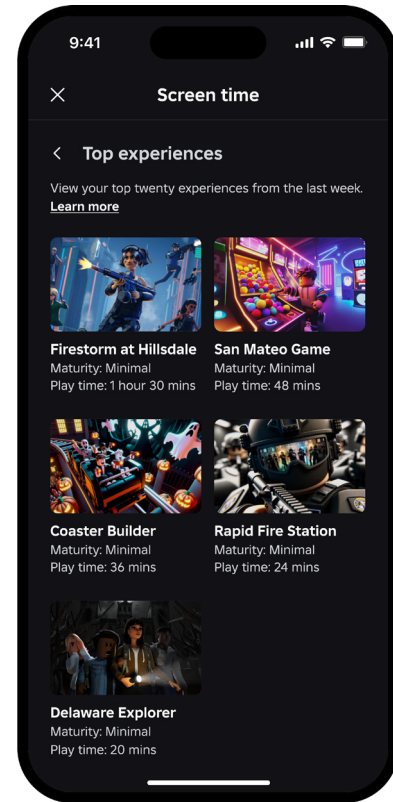 9:41
Screen time
Top experiences
View your top twenty experiences from the last week.
Learn more
Firestorm at Hillsdale
Maturity: Minimal
Play time: 1 hour 30 mins
San Mateo Game
Maturity: Minimal
Play time: 48 mins
Coaster Builder
Maturity: Minimal
Play time: 36 mins
Rapid Fire Station
Maturity: Minimal
Play time: 24 mins
Delaware Explorer
Maturity: Minimal
Play time: 20 mins